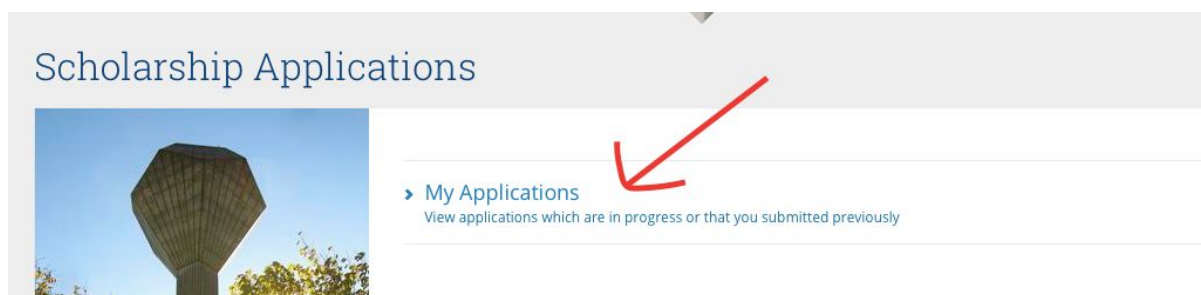 Scholarship Applications
My Applications
View applications which are in progress or that you submitted previously